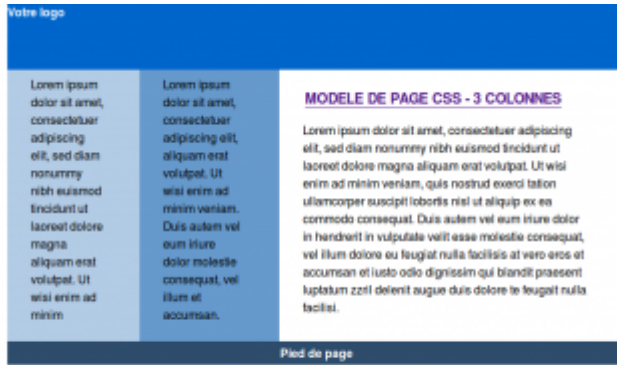 Votre logo
Lorem ipsum
dolor sit amet,
consectetuer
adipiscing
elit, sed diam
nonummy
nibh euismod
tincidunt ut
laoreet dolore
magna
aliquam erat
volutpat. Ut
wisi enim ad
minim
Lorem ipsum
dolor sit amet,
consectetuer
adipiscing elit,
aliquam erat
volutpat. Ut
wisi enim ad
minim veniam.
Duis autem vel
eum iriure
dolor molestie
consequat, vel
illum et
accumsan.
MODELE DE PAGE CSS - 3 COLONNES
Lorem ipsum dolor sit amet, consectetuer adipiscing
elit, sed diam nonummy nibh euismod tincidunt ut
laoreet dolore magna aliquam erat volutpat. Ut wisi
enim ad minim veniam, quis nostrud exerci tation
ullamcorper suscipit lobortis nisl ut aliquip ex ea
commodo consequat. Duis autem vel eum iriure dolor
in hendrerit in vulputate velit esse molestie consequat,
vel illum dolore eu feugiat nulla facilisis at vero eros et
accumsan et iusto odio dignissim qui blandit praesent
luptatum zzril delenit augue duis dolore te feugait nulla
facilisi.
Pied de page